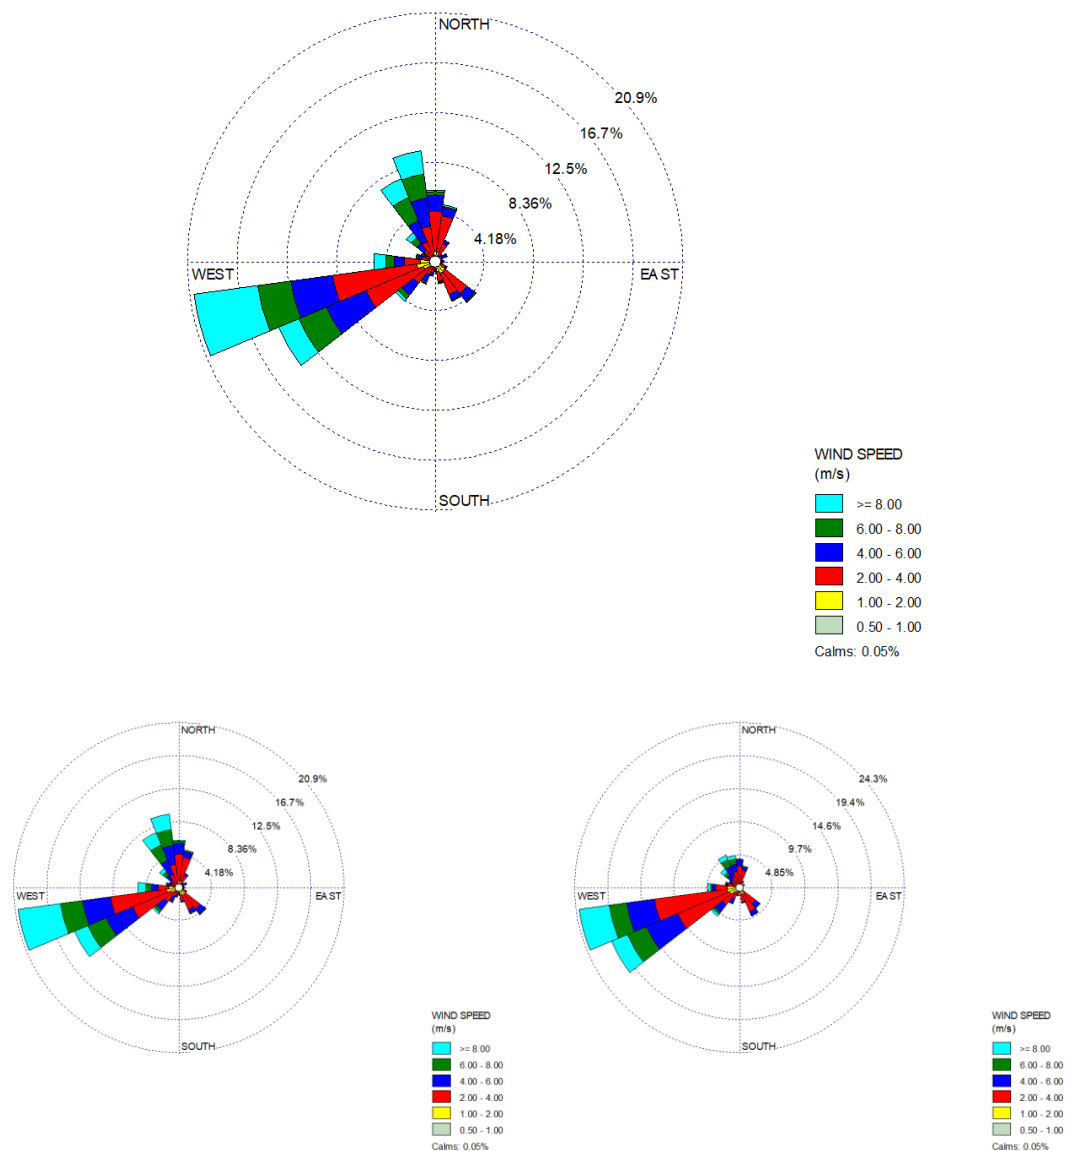 NORTH
20.9%
16.7%
12.5%
8.36%
4.18%
WEST
EAST
SOUTH
WIND SPEED
(m/s)
>= 8.00
6.00 - 8.00
4.00 - 6.00
2.00 - 4.00
1.00 - 2.00
0.50 - 1.00
Calms: 0.05%
NORTH
20.9%
16.7%
12.5%
8.36%
4.18%
WEST
EAST
SOUTH
WIND SPEED
(m/s)
>= 8.00
6.00 - 8.00
4.00 - 6.00
2.00 - 4.00
1.00 - 2.00
0.50 - 1.00
Calms: 0.05%
NORTH
24.3%
19.4%
14.6%
9.7%
4.85%
WEST
EAST
SOUTH
WIND SPEED
(m/s)
>= 8.00
6.00 - 8.00
4.00 - 6.00
2.00 - 4.00
1.00 - 2.00
0.50 - 1.00
Calms: 0.05%